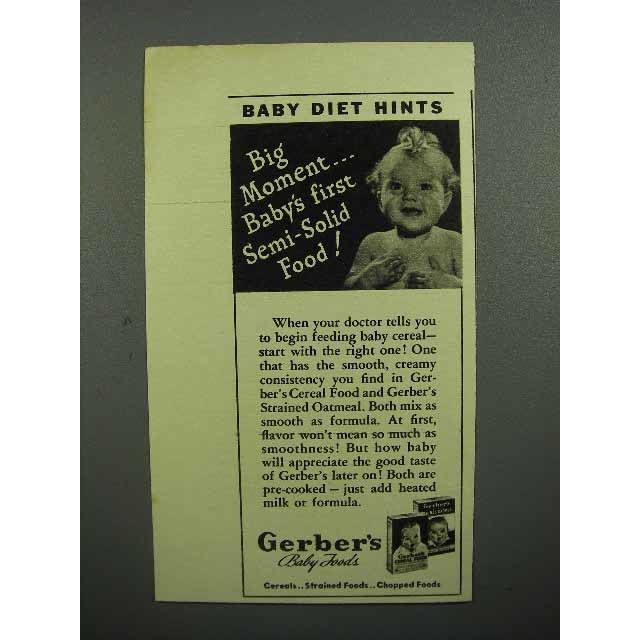 BABY DIET HINTS
Big
Moment...
Baby's first
Semi-Solid
Food!
When your doctor tells you
to begin feeding baby cereal—
start with the right one! One
that has the smooth, creamy
consistency you find in Ger-
ber's Cereal Food and Gerber's
Strained Oatmeal. Both mix as
smooth as formula. At first,
flavor won't mean so much as
smoothness! But how baby
will appreciate the good taste
of Gerber's later on! Both are
pre-cooked — just add heated
milk or formula.
Gerber's
Gerber's
CEREAL FOOD
Gerber's
Baby Foods
Cereals..Strained Foods..Chopped Foods